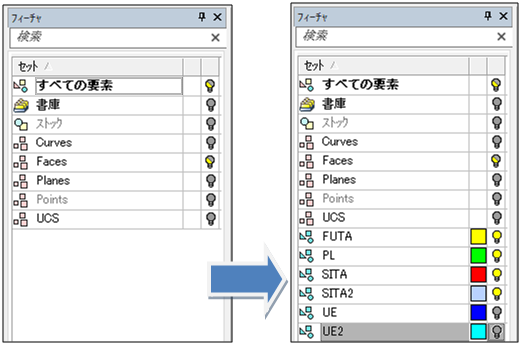 フィーチャ
検索
セット
すべての要素
書庫
ストック
Curves
Faces
Planes
Points
UCS
フィーチャ
検索
セット
すべての要素
書庫
ストック
Curves
Faces
Planes
Points
UCS
FUTA
PL
SITA
SITA2
UE
UE2